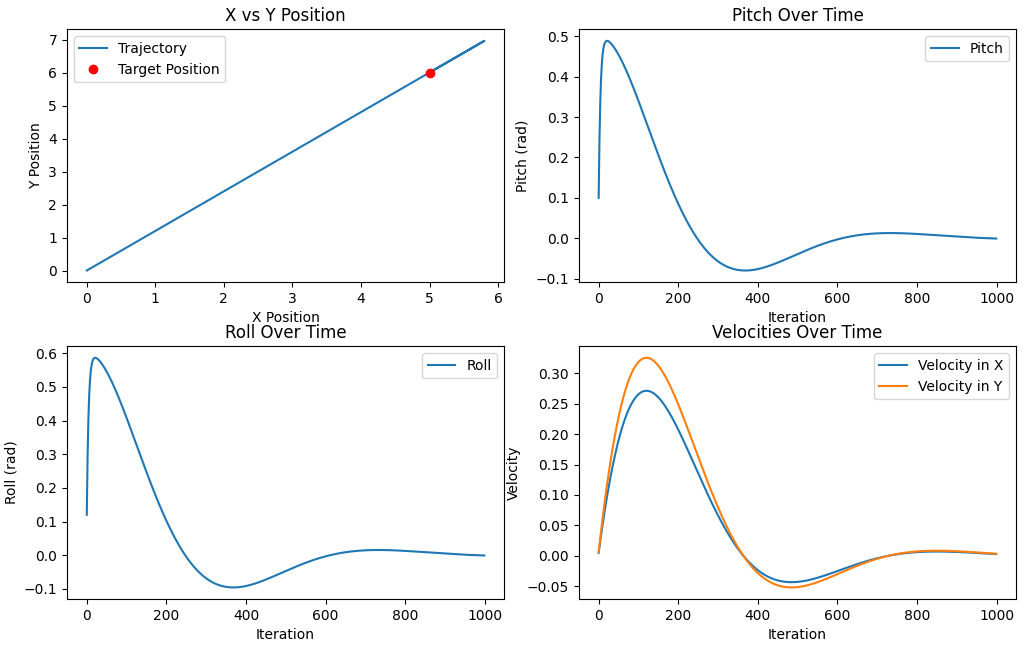 X vs Y Position
Y Position
7
6
5
4
3
2
1
0
Trajectory
Target Position
0 1 2 3 4 5 6
X Position
Pitch Over Time
Pitch (rad)
0.5
0.4
0.3
0.2
0.1
0.0
−0.1
Pitch
0 200 400 600 800 1000
Iteration
Roll Over Time
Roll (rad)
0.6
0.5
0.4
0.3
0.2
0.1
0.0
−0.1
Roll
0 200 400 600 800 1000
Iteration
Velocities Over Time
Velocity
0.30
0.25
0.20
0.15
0.10
0.05
0.00
−0.05
Velocity in X
Velocity in Y
0 200 400 600 800 1000
Iteration